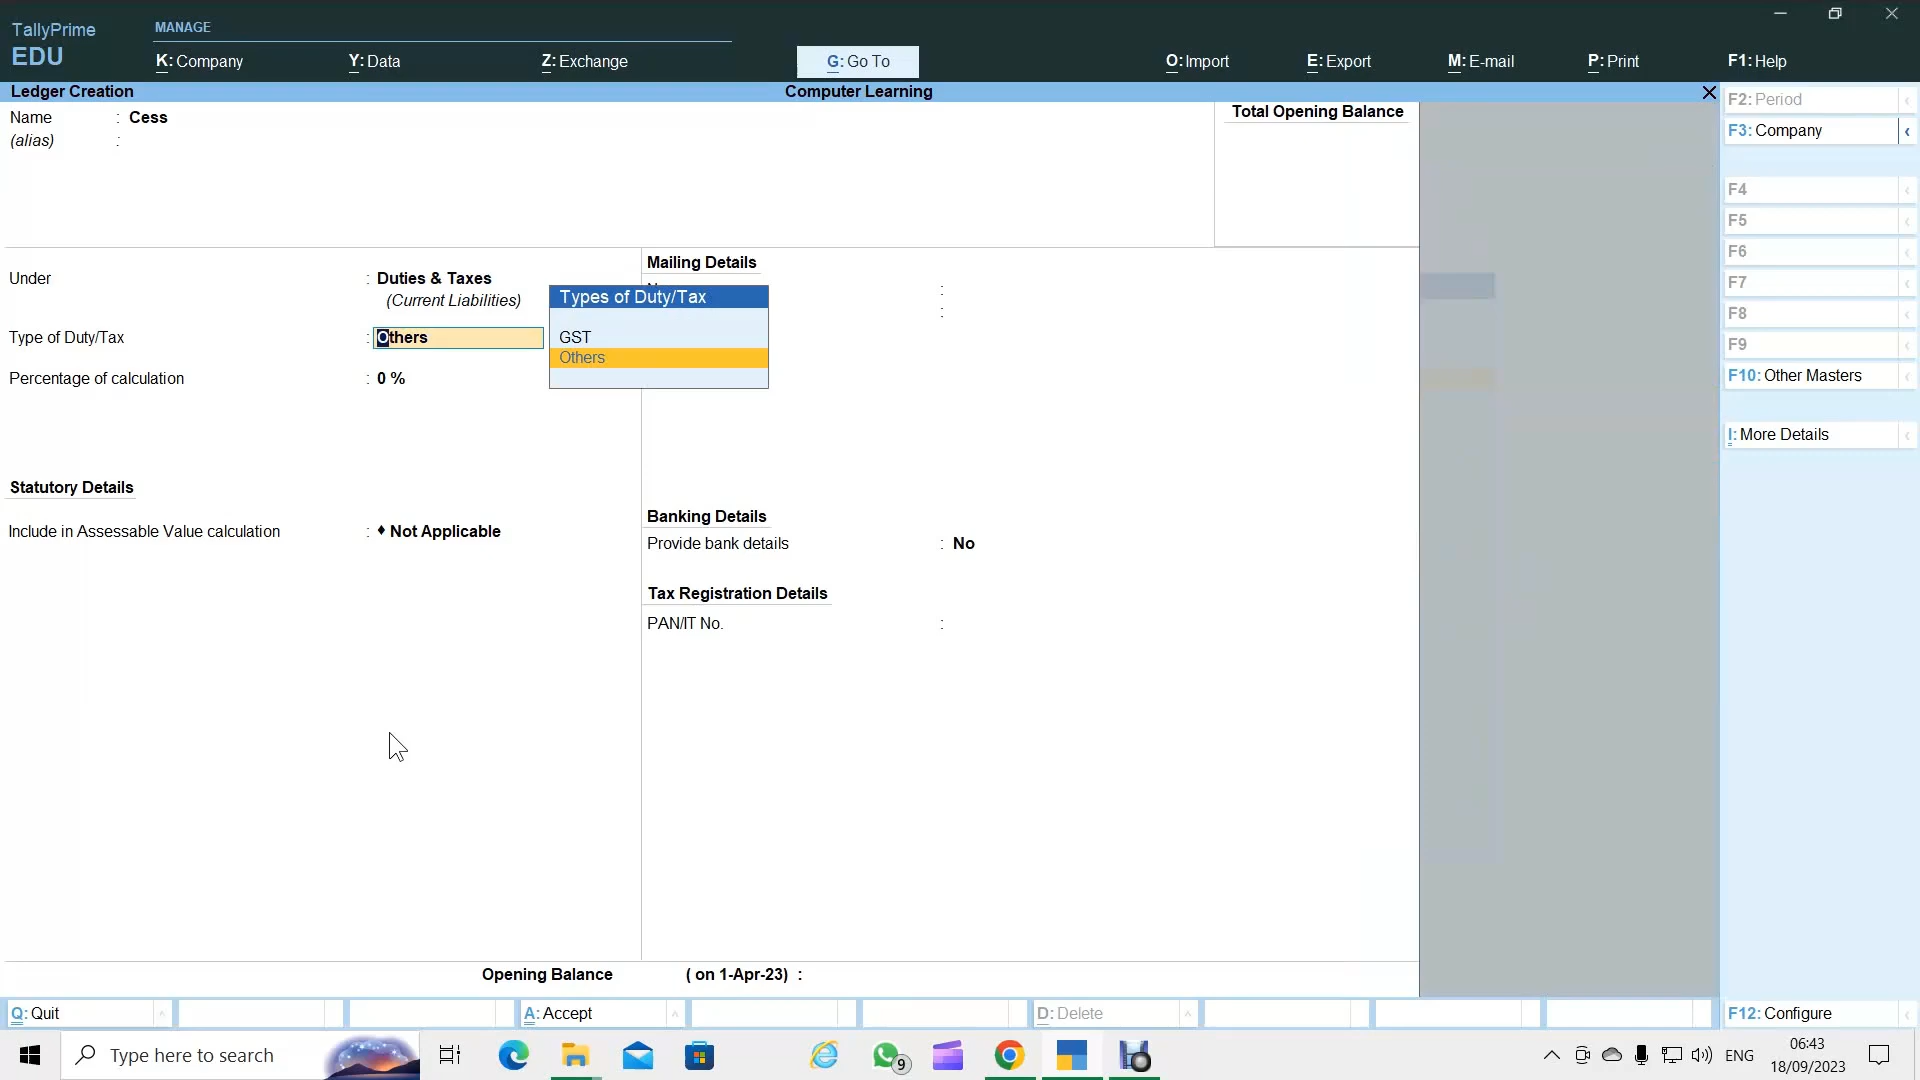 TallyPrime
EDU
MANAGE
K: Company
Y: Data
Z: Exchange
G: Go To
O: Import
E: Export
M: E-mail
P: Print
F1: Help
Ledger Creation
Computer Learning
Name : Cess
(alias) :
Total Opening Balance
Under : Duties & Taxes
(Current Liabilities)
Type of Duty/Tax : Others
Percentage of calculation : 0 %
Types of Duty/Tax
GST
Others
Mailing Details
:
:
Statutory Details
Include in Assessable Value calculation : ♦ Not Applicable
Banking Details
Provide bank details : No
Tax Registration Details
PAN/IT No. :
Opening Balance ( on 1-Apr-23) :
F2: Period
F3: Company
F4
F5
F6
F7
F8
F9
F10: Other Masters
I: More Details
F12: Configure
Q: Quit
A: Accept
D: Delete
Type here to search
9
ENG
06:43
18/09/2023